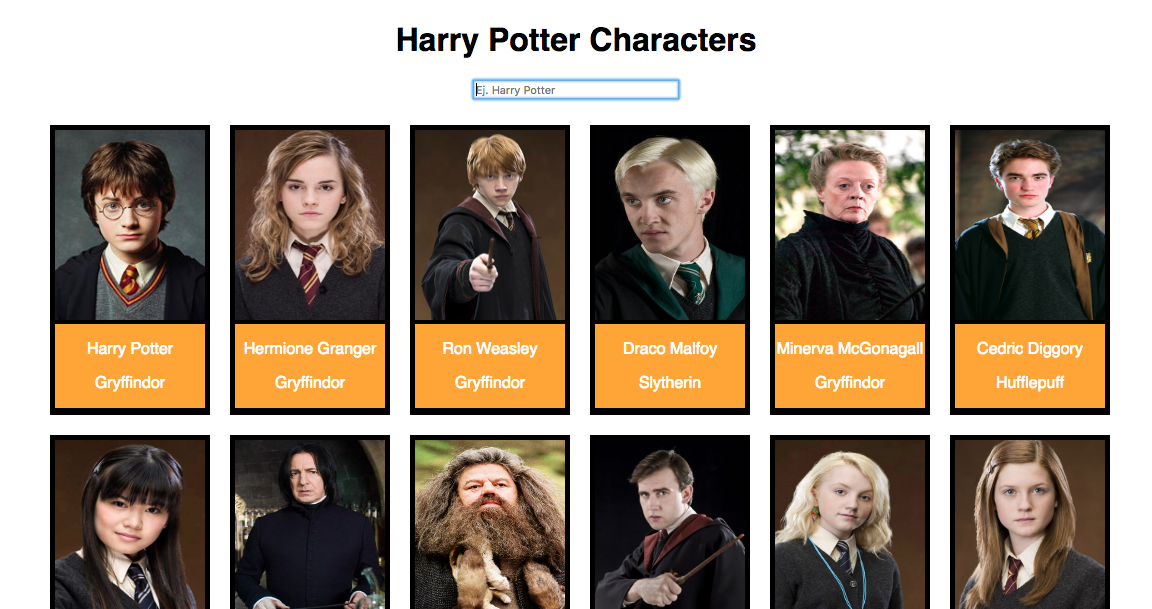 Harry Potter Characters
Ej. Harry Potter
Harry Potter
Gryffindor
Hermione Granger
Gryffindor
Ron Weasley
Gryffindor
Draco Malfoy
Slytherin
Minerva McGonagall
Gryffindor
Cedric Diggory
Hufflepuff